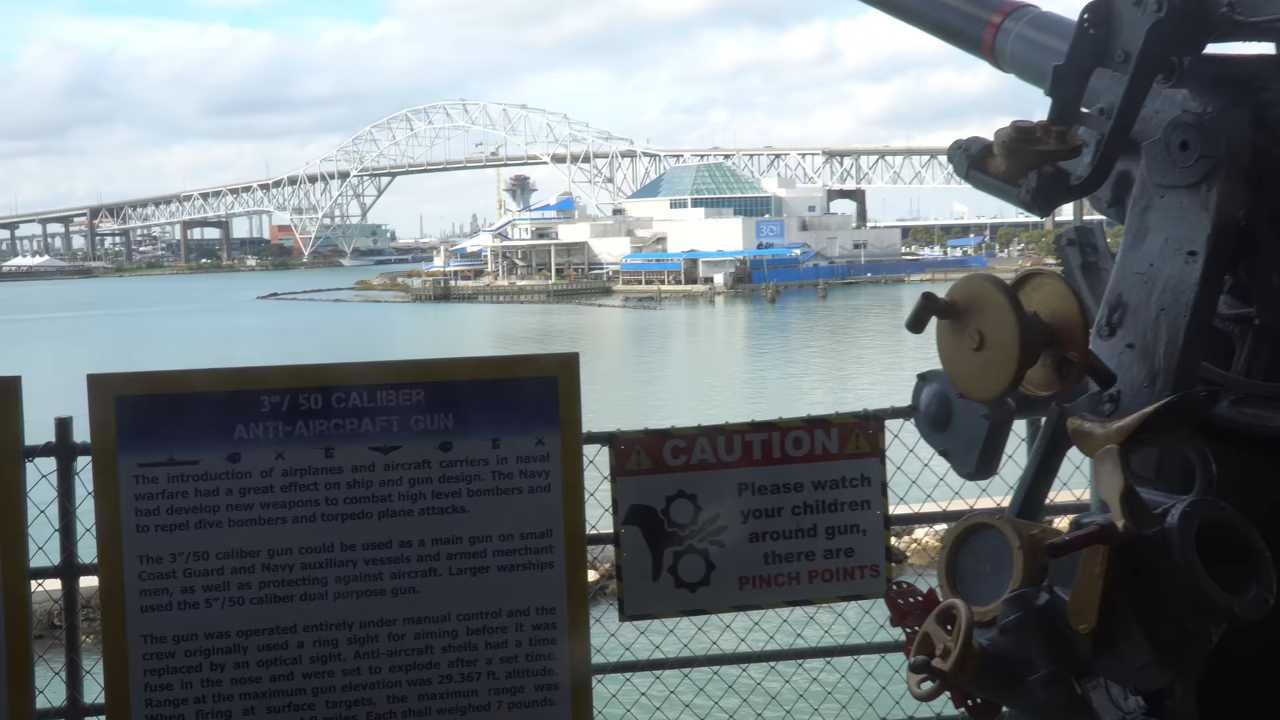 30
3"/ 50 CALIBER
ANTI-AIRCRAFT GUN
The introduction of airplanes and aircraft carriers in naval
warfare had a great effect on ship and gun design. The Navy
had develop new weapons to combat high level bombers and
to repel dive bombers and torpedo plane attacks.
The 3"/50 caliber gun could be used as a main gun on small
Coast Guard and Navy auxiliary vessels and armed merchant
men, as well as protecting against aircraft. Larger warships
used the 5"/50 caliber dual purpose gun.
The gun was operated entirely under manual control and the
crew originally used a ring sight for aiming before it was
replaced by an optical sight. Anti-aircraft shells had a time
fuse in the nose and were set to explode after a set time.
Range at the maximum gun elevation was 29.367 ft. altitude.
When firing at surface targets, the maximun range was
miles. Each shell weighed 7 pounds.
CAUTION
Please watch
your children
around gun,
there are
PINCH POINTS